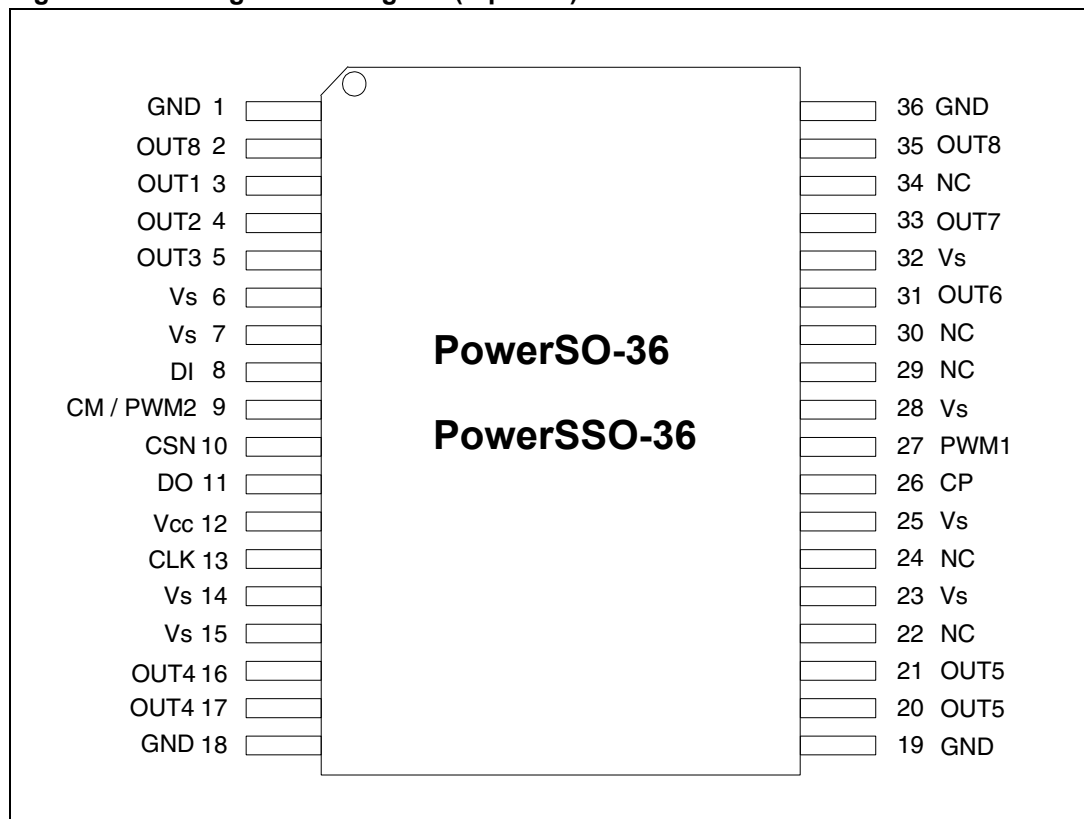 GND 1
OUT8 2
OUT1 3
OUT2 4
OUT3 5
Vs 6
Vs 7
DI 8
CM / PWM2 9
CSN 10
DO 11
Vcc 12
CLK 13
Vs 14
Vs 15
OUT4 16
OUT4 17
GND 18
PowerSO-36
PowerSSO-36
36 GND
35 OUT8
34 NC
33 OUT7
32 Vs
31 OUT6
30 NC
29 NC
28 Vs
27 PWM1
26 CP
25 Vs
24 NC
23 Vs
22 NC
21 OUT5
20 OUT5
19 GND